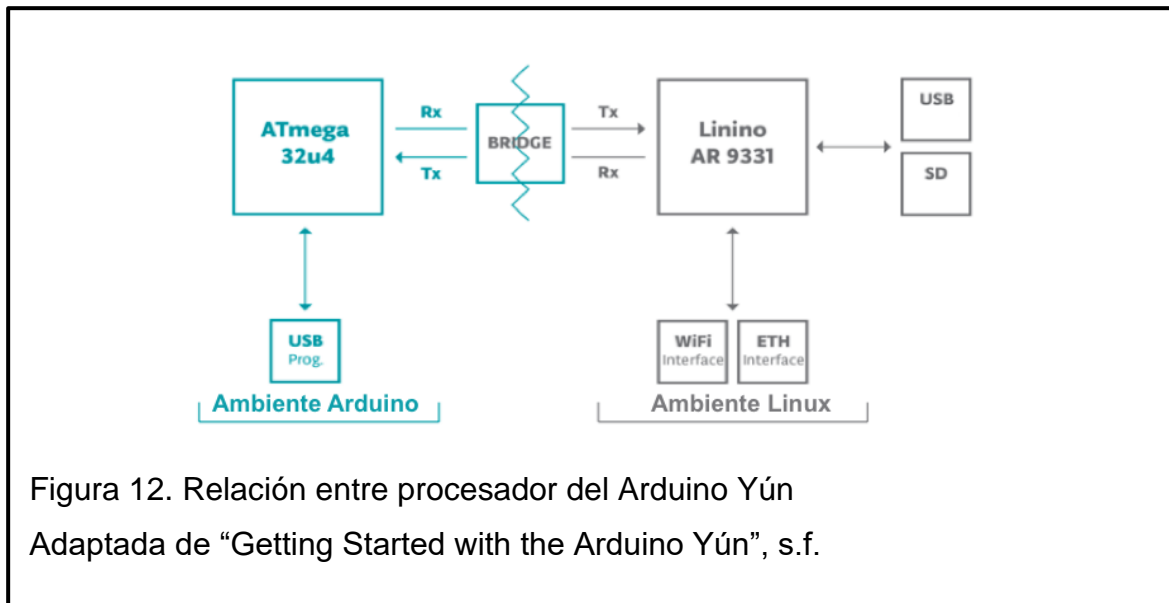 ATmega
32u4
Rx
Tx
BRIDGE
Tx
Rx
Linino
AR 9331
USB
SD
USB
Prog.
WiFi
Interface
ETH
Interface
Ambiente Arduino
Ambiente Linux
Figura 12. Relación entre procesador del Arduino Yún
Adaptada de “Getting Started with the Arduino Yún”, s.f.